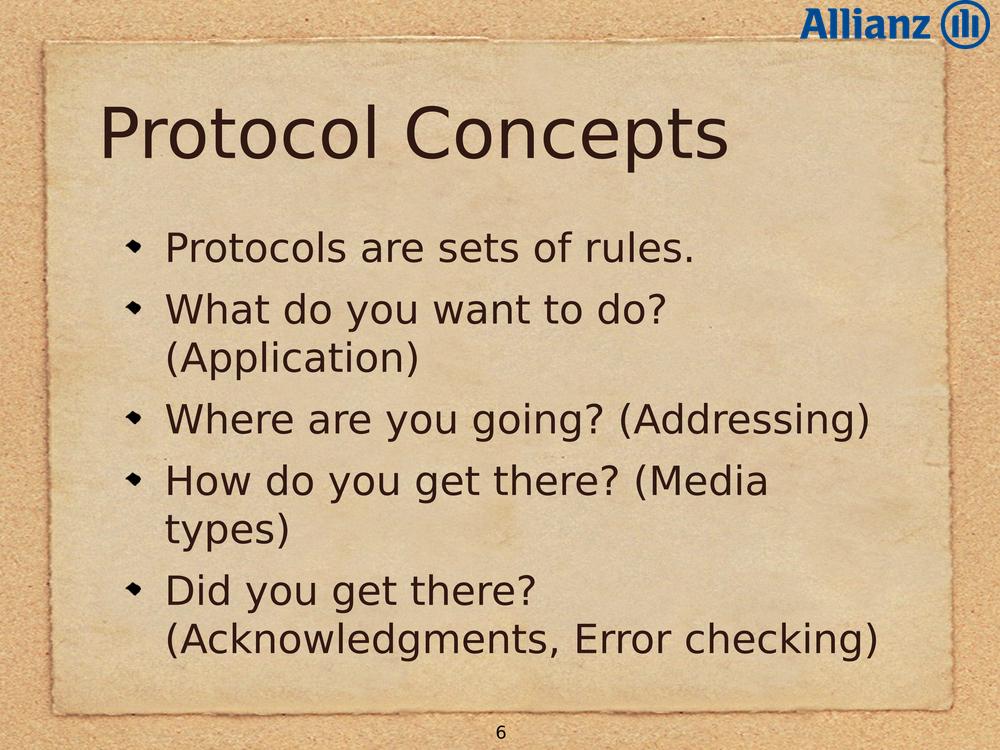 Allianz
Protocol Concepts
Protocols are sets of rules.
What do you want to do?
(Application)
Where are you going? (Addressing)
How do you get there? (Media
types)
Did you get there?
(Acknowledgments, Error checking)
6